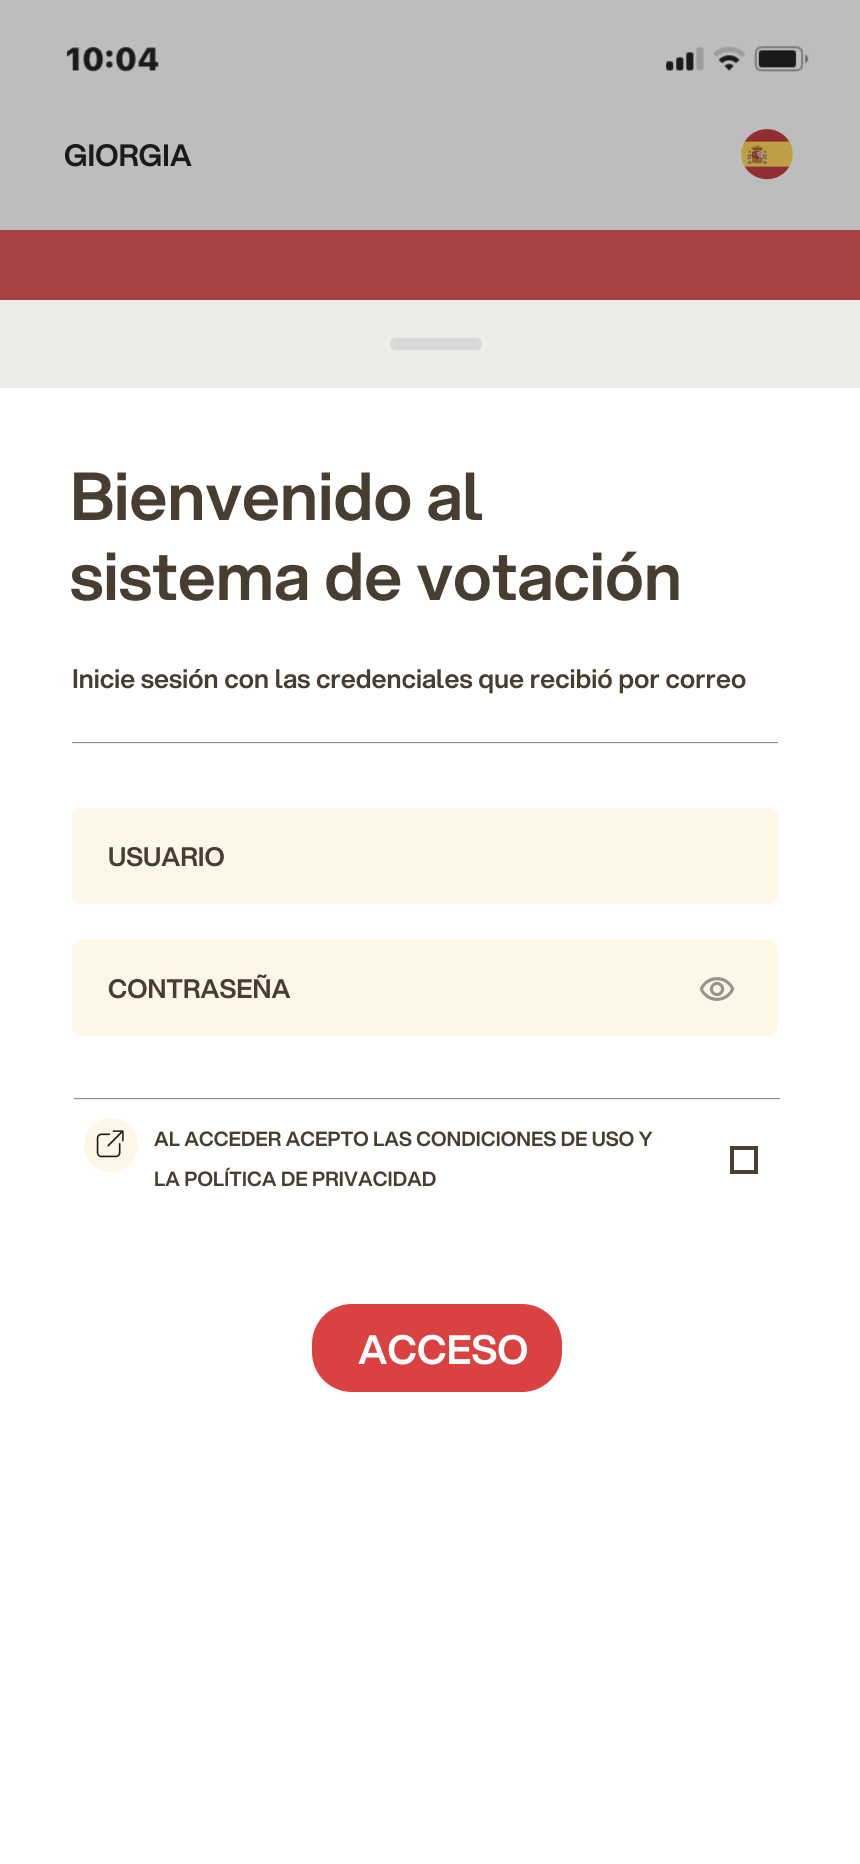 10:04
GIORGIA
Bienvenido al
sistema de votación
Inicie sesión con las credenciales que recibió por correo
USUARIO
CONTRASEÑA
AL ACCEDER ACEPTO LAS CONDICIONES DE USO Y
LA POLÍTICA DE PRIVACIDAD
ACCESO